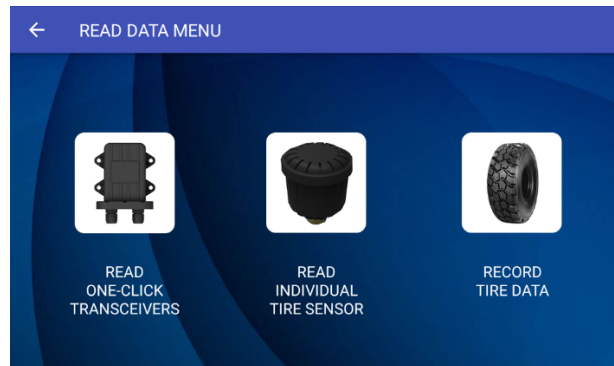 READ DATA MENU
READ
ONE-CLICK
TRANSCEIVERS
READ
INDIVIDUAL
TIRE SENSOR
RECORD
TIRE DATA